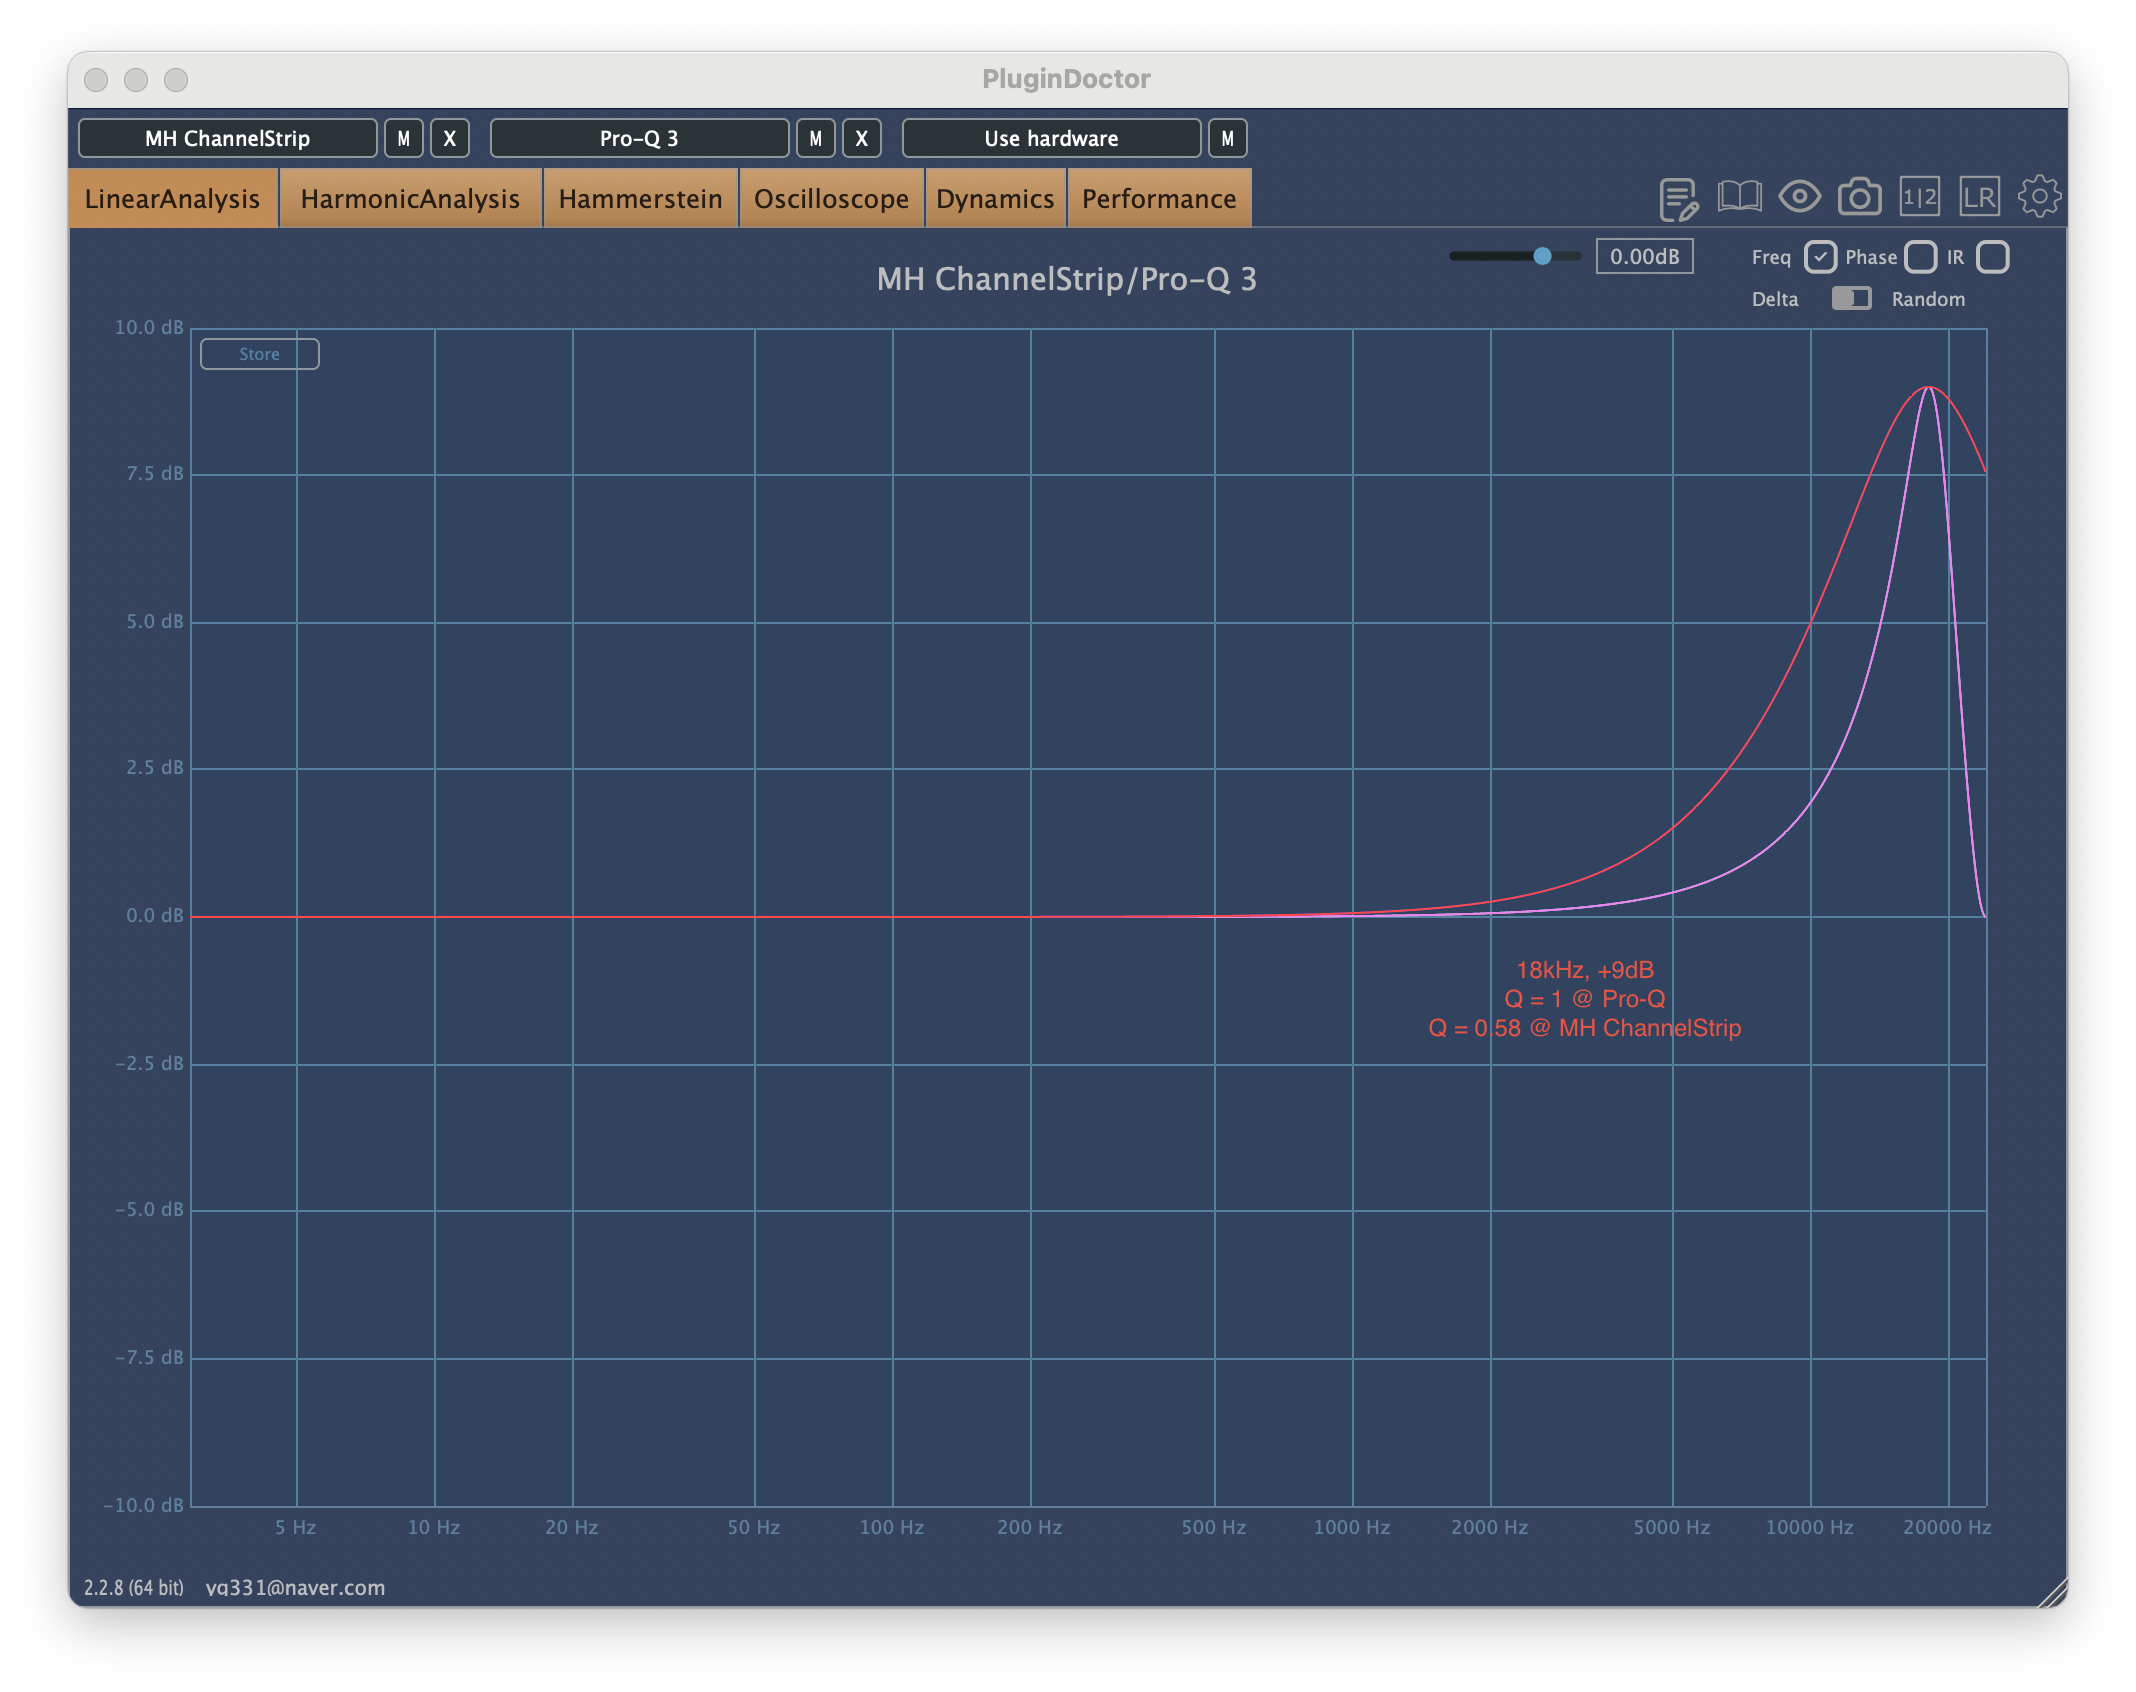 PluginDoctor
MH ChannelStrip M X Pro-Q 3 M X Use hardware M
LinearAnalysis HarmonicAnalysis Hammerstein Oscilloscope Dynamics Performance 1|2 LR
MH ChannelStrip/Pro-Q 3
0.00dB
Freq Phase IR
Delta Random
Store
10.0 dB
7.5 dB
5.0 dB
2.5 dB
0.0 dB
-2.5 dB
-5.0 dB
-7.5 dB
-10.0 dB
18kHz, +9dB
Q = 1 @ Pro-Q
Q = 0.58 @ MH ChannelStrip
5 Hz 10 Hz 20 Hz 50 Hz 100 Hz 200 Hz 500 Hz 1000 Hz 2000 Hz 5000 Hz 10000 Hz 20000 Hz
2.2.8 (64 bit)